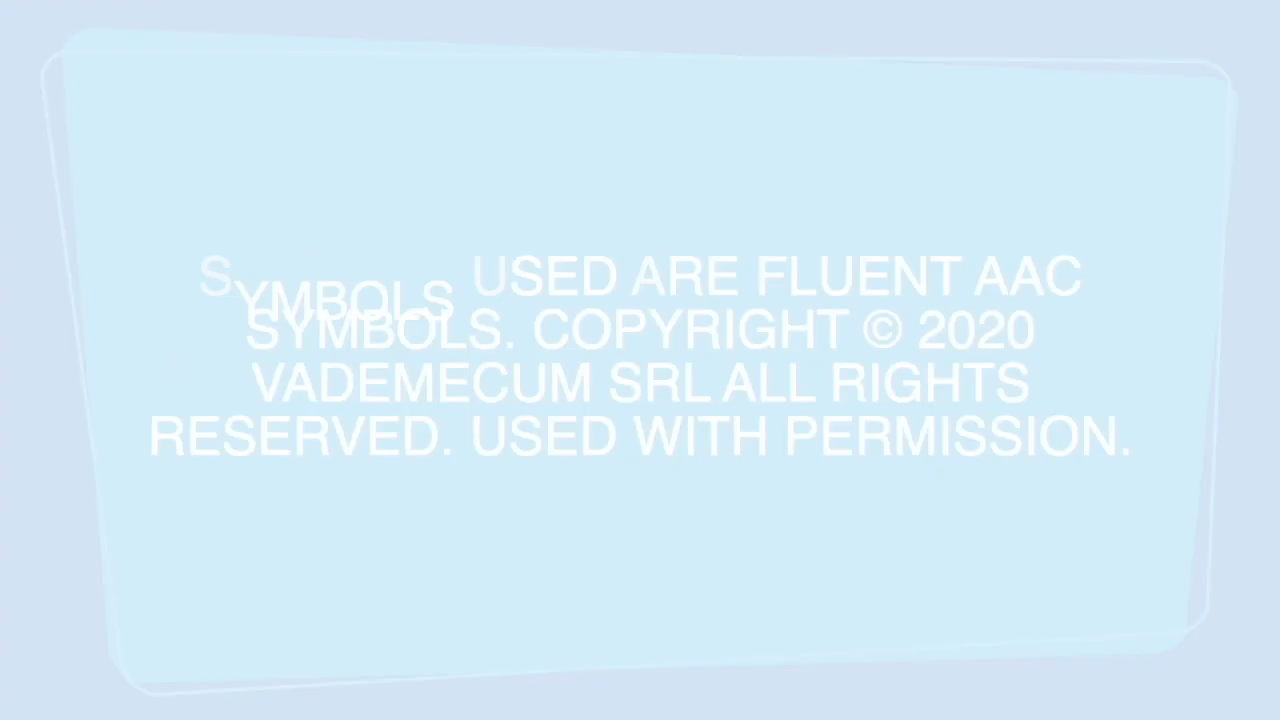 SYMBOLS USED ARE FLUENT AAC
SYMBOLS. COPYRIGHT © 2020
VADEMECUM SRL ALL RIGHTS
RESERVED. USED WITH PERMISSION.